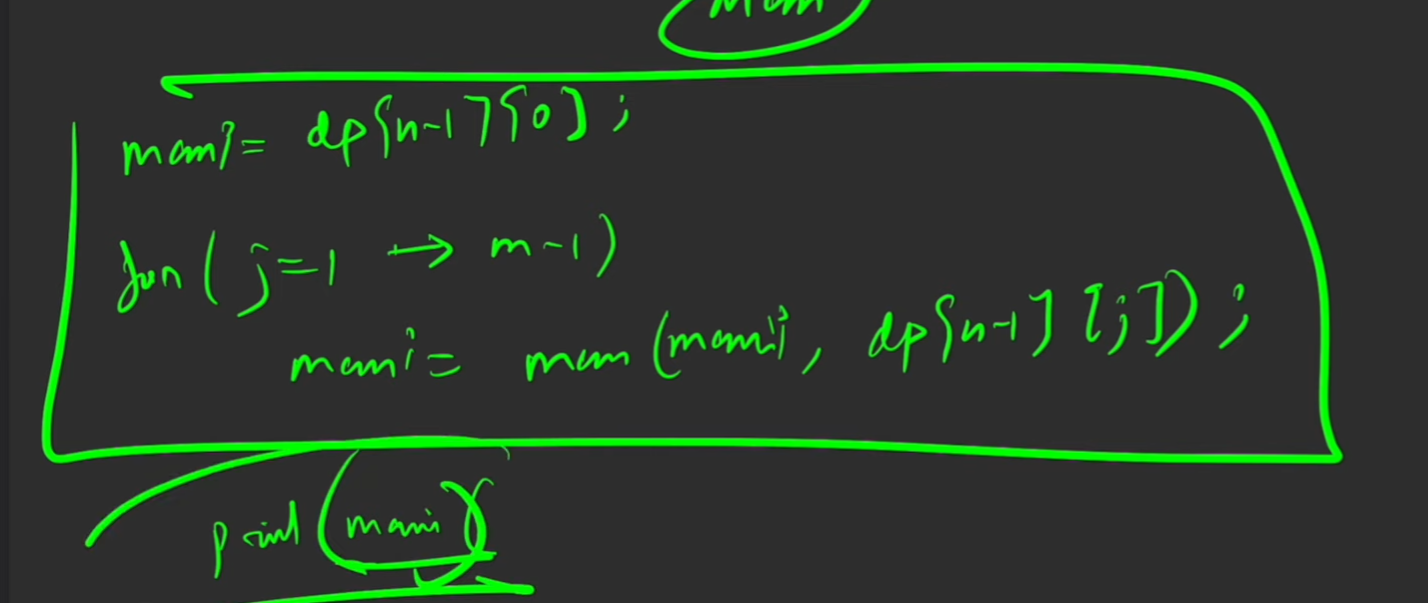 maxi = dp[n-1][0];
for (j=1 → m-1)
maxi = max(maxi, dp[n-1][j]);
print(maxi)